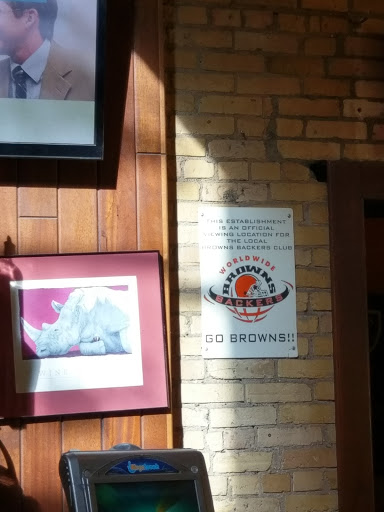 THIS ESTABLISHMENT
IS AN OFFICIAL
VIEWING LOCATION FOR
THE LOCAL
BROWNS BACKERS CLUB
WORLDWIDE
BROWNS
BACKERS
GO BROWNS!!